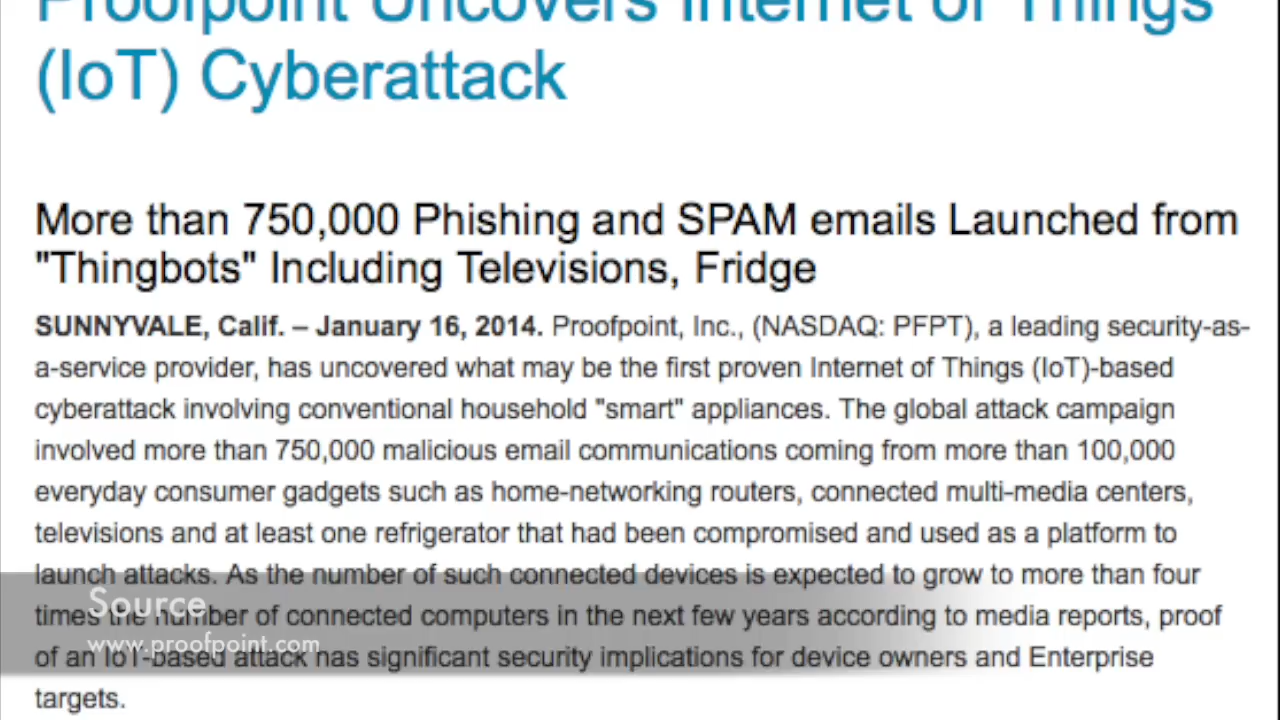 Proofpoint Uncovers Internet of Things
(IoT) Cyberattack
More than 750,000 Phishing and SPAM emails Launched from
"Thingbots" Including Televisions, Fridge
SUNNYVALE, Calif. – January 16, 2014. Proofpoint, Inc., (NASDAQ: PFPT), a leading security-as-
a-service provider, has uncovered what may be the first proven Internet of Things (IoT)-based
cyberattack involving conventional household "smart" appliances. The global attack campaign
involved more than 750,000 malicious email communications coming from more than 100,000
everyday consumer gadgets such as home-networking routers, connected multi-media centers,
televisions and at least one refrigerator that had been compromised and used as a platform to
launch attacks. As the number of such connected devices is expected to grow to more than four
times the number of connected computers in the next few years according to media reports, proof
of an IoT-based attack has significant security implications for device owners and Enterprise
targets.
Source
www.proofpoint.com